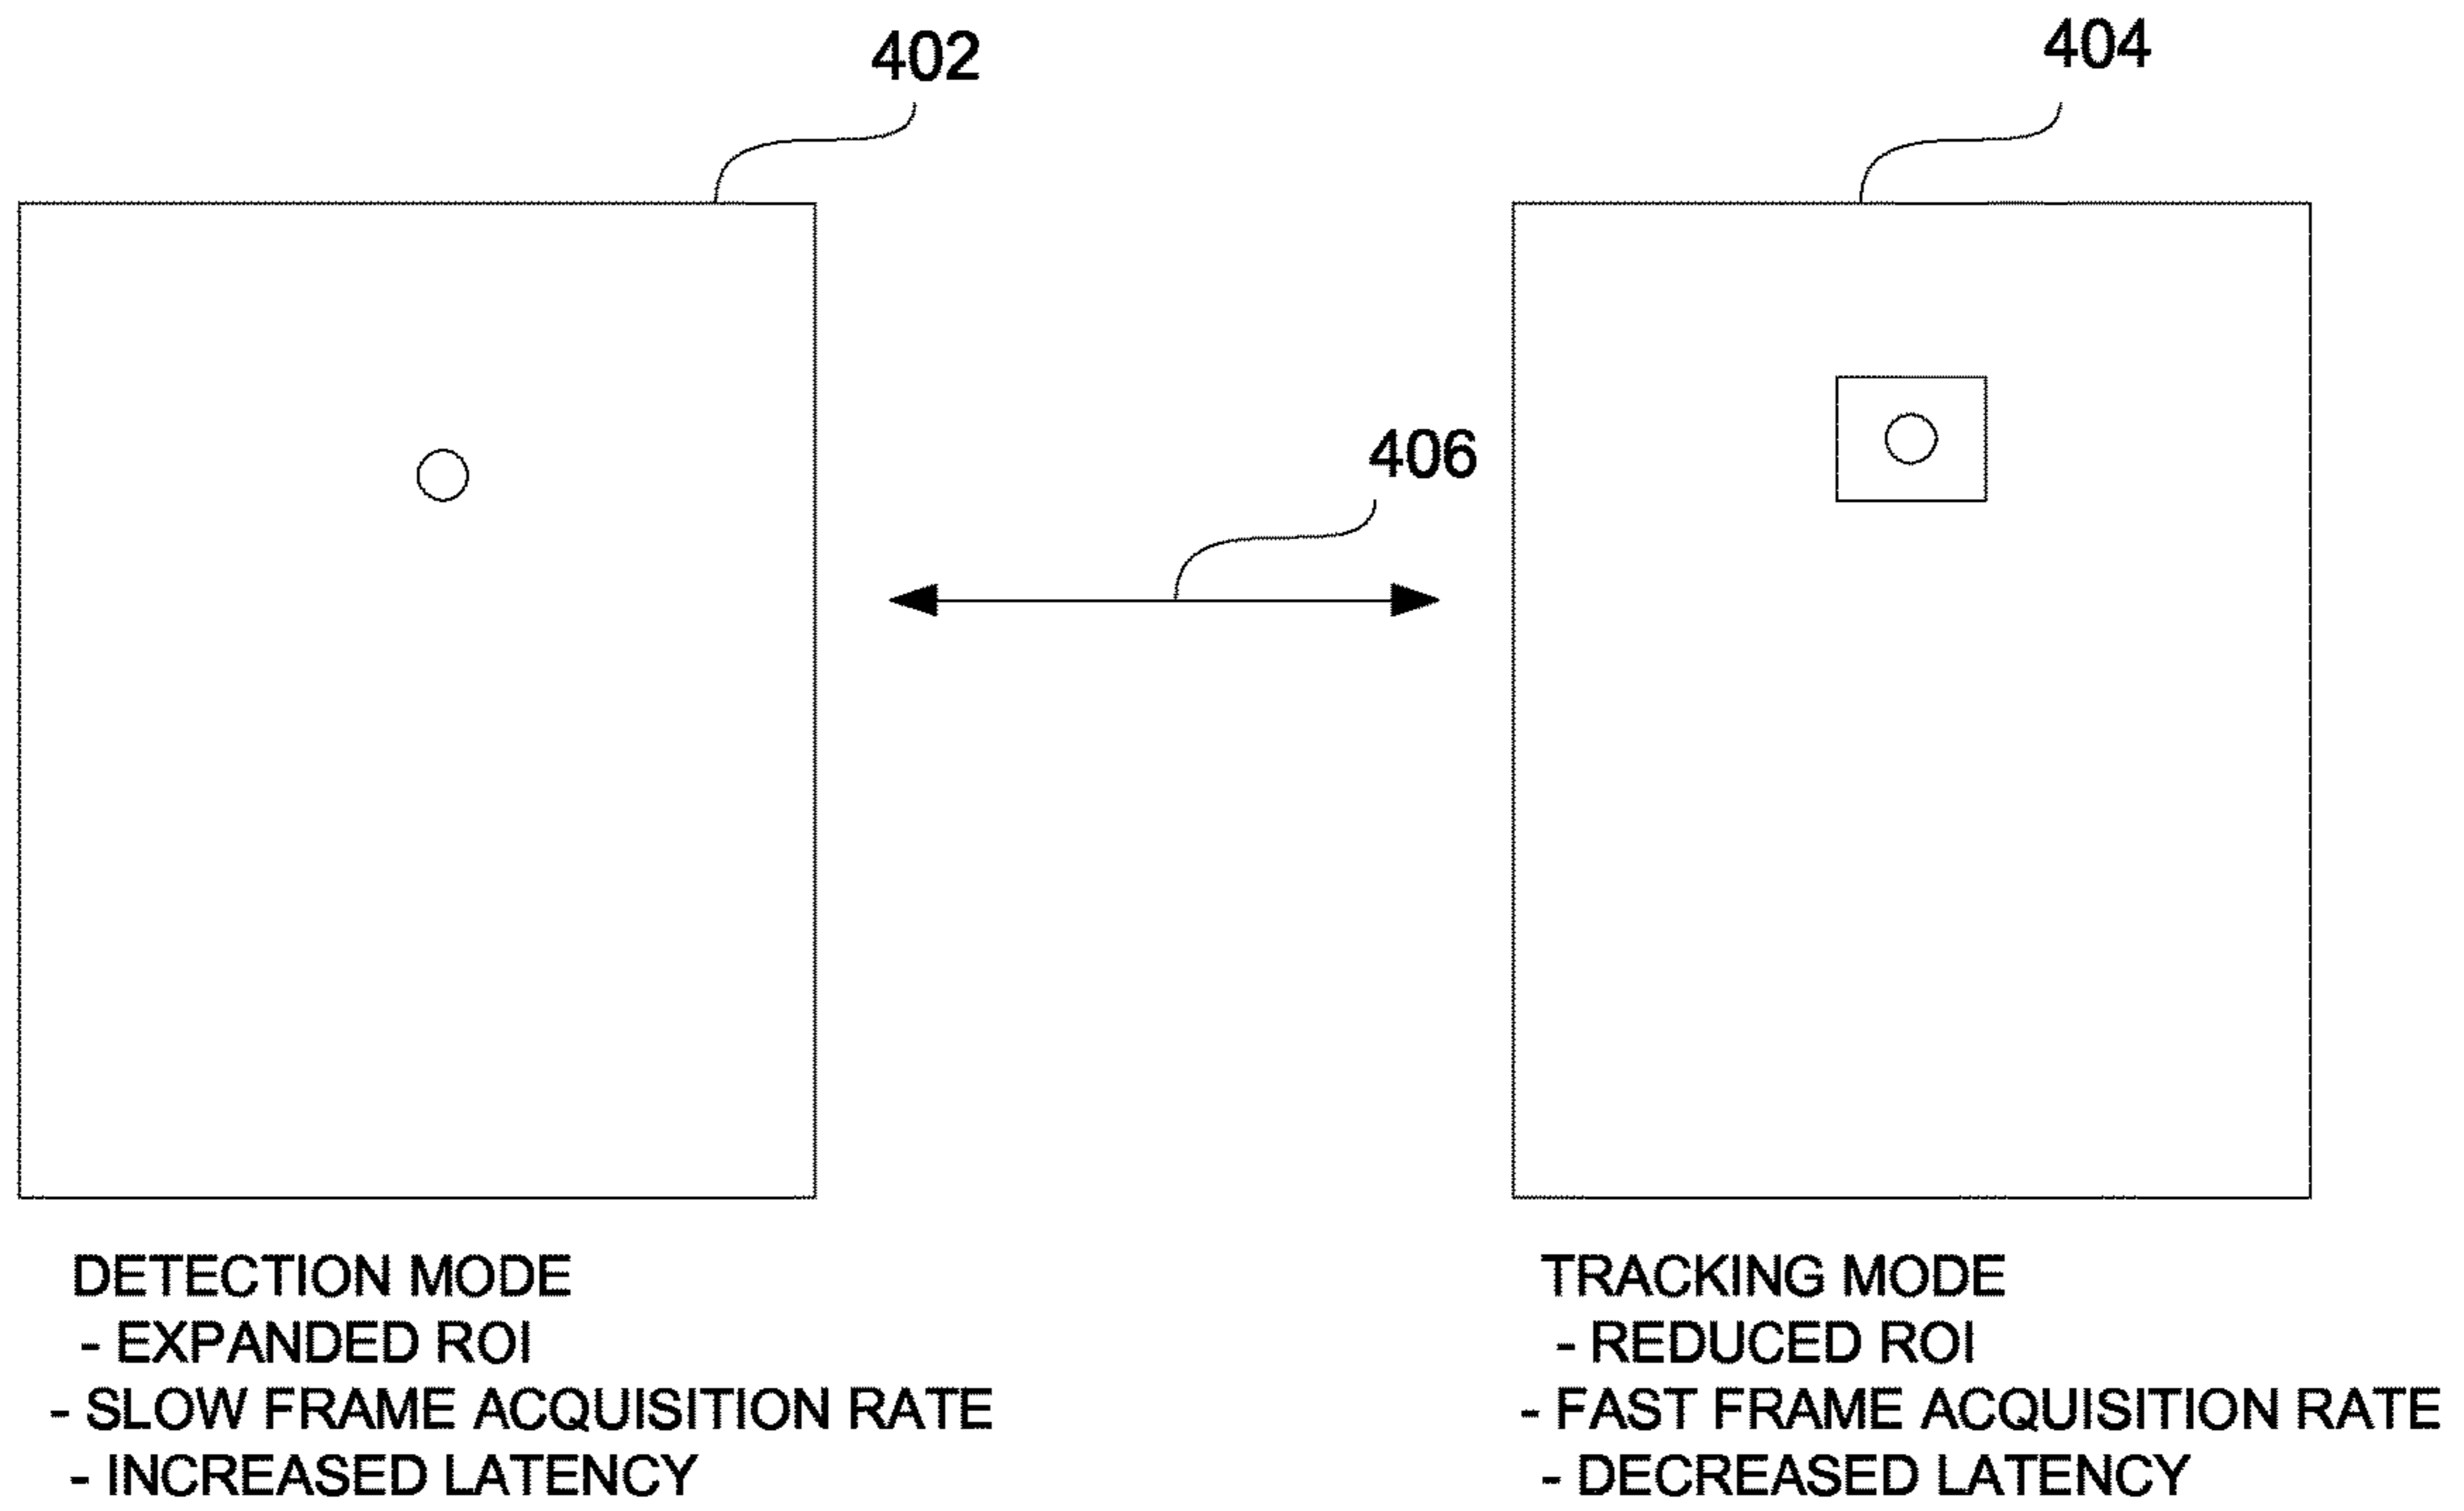 402
404
406
DETECTION MODE
- EXPANDED ROI
- SLOW FRAME ACQUISITION RATE
- INCREASED LATENCY
TRACKING MODE
- REDUCED ROI
- FAST FRAME ACQUISITION RATE
- DECREASED LATENCY